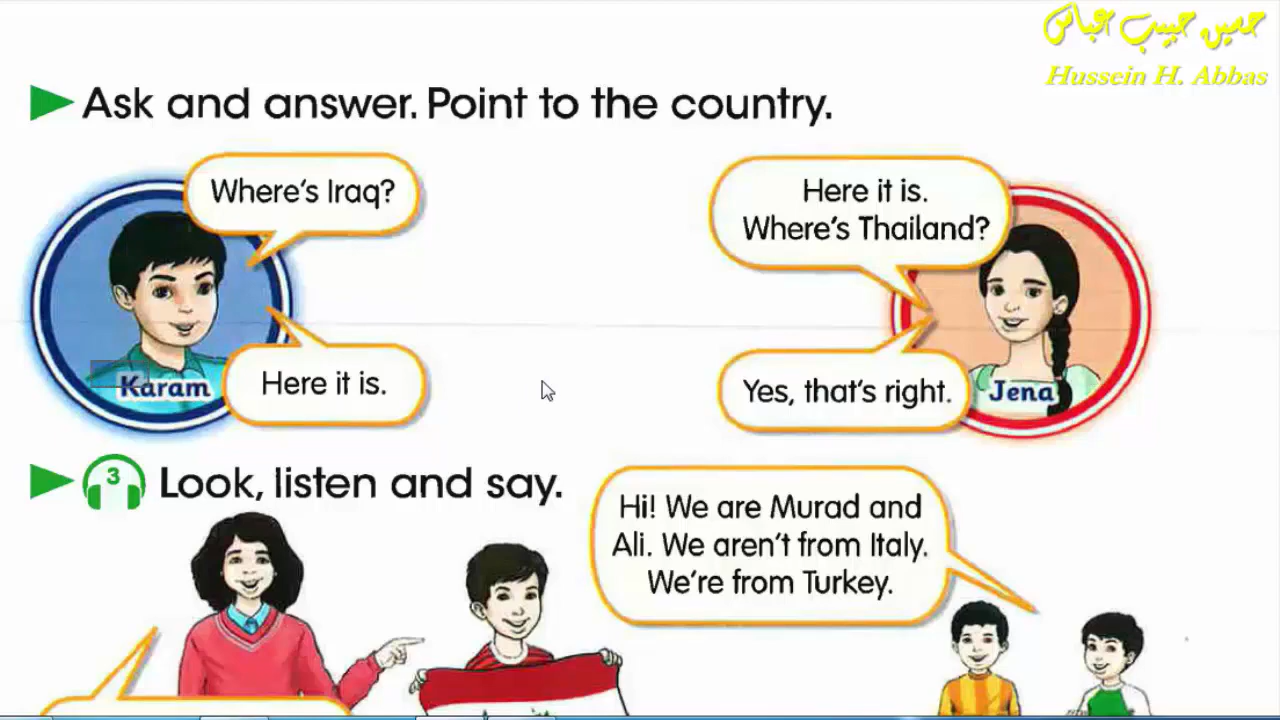 حسين حبيب عباس
Hussein H. Abbas
Ask and answer. Point to the country.
Where's Iraq?
Here it is.
Where's Thailand?
Karam
Here it is.
Yes, that's right.
Jena
3
Look, listen and say.
Hi! We are Murad and
Ali. We aren't from Italy.
We're from Turkey.